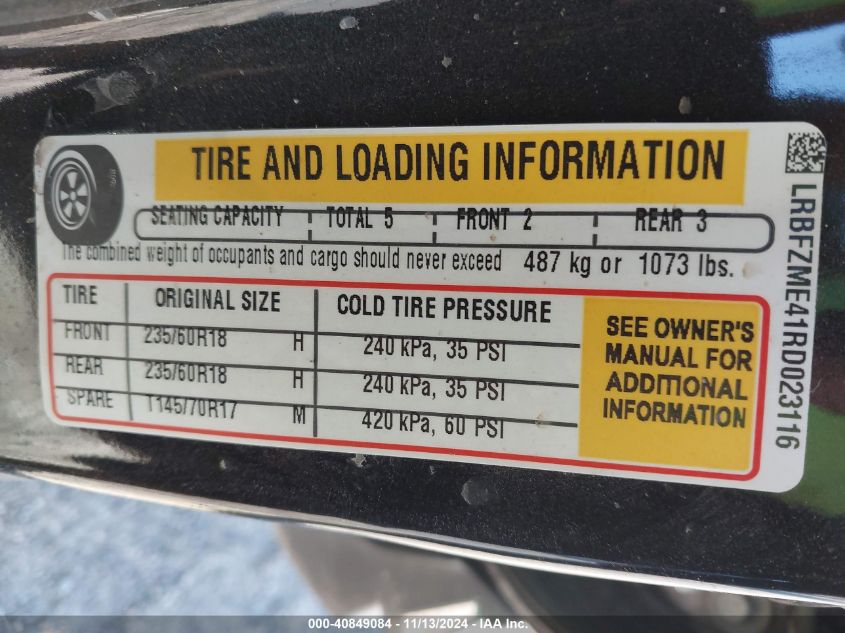 TIRE AND LOADING INFORMATION
SEATING CAPACITY TOTAL 5 FRONT 2 REAR 3
The combined weight of occupants and cargo should never exceed 487 kg or 1073 lbs.
TIRE ORIGINAL SIZE COLD TIRE PRESSURE
FRONT 235/60R18 H 240 kPa, 35 PSI
REAR 235/60R18 H 240 kPa, 35 PSI
SPARE T145/70R17 M 420 kPa, 60 PSI
SEE OWNER'S
MANUAL FOR
ADDITIONAL
INFORMATION
LRBFZME41RD023116
000-40849084 - 11/13/2024 - IAA Inc.